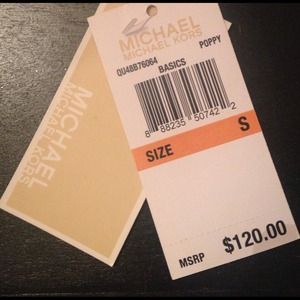 MICHAEL
MICHAEL KORS
QU48B76064 POPPY
BASICS
8 88235 50742 2
SIZE S
MSRP $120.00
MICHAEL
MICHAEL KORS